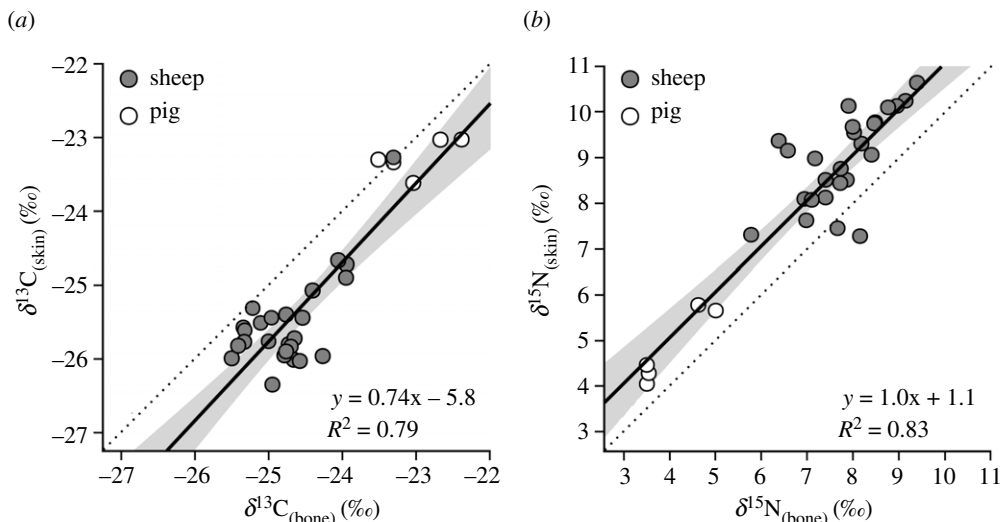 (a)
−22
−23
−24
−25
−26
−27
δ¹³C(skin) (‰)
sheep
pig
y = 0.74x – 5.8
R² = 0.79
−27 −26 −25 −24 −23 −22
δ¹³C(bone) (‰)
(b)
11
10
9
8
7
6
5
4
3
δ¹⁵N(skin) (‰)
sheep
pig
y = 1.0x + 1.1
R² = 0.83
3 4 5 6 7 8 9 10 11
δ¹⁵N(bone) (‰)